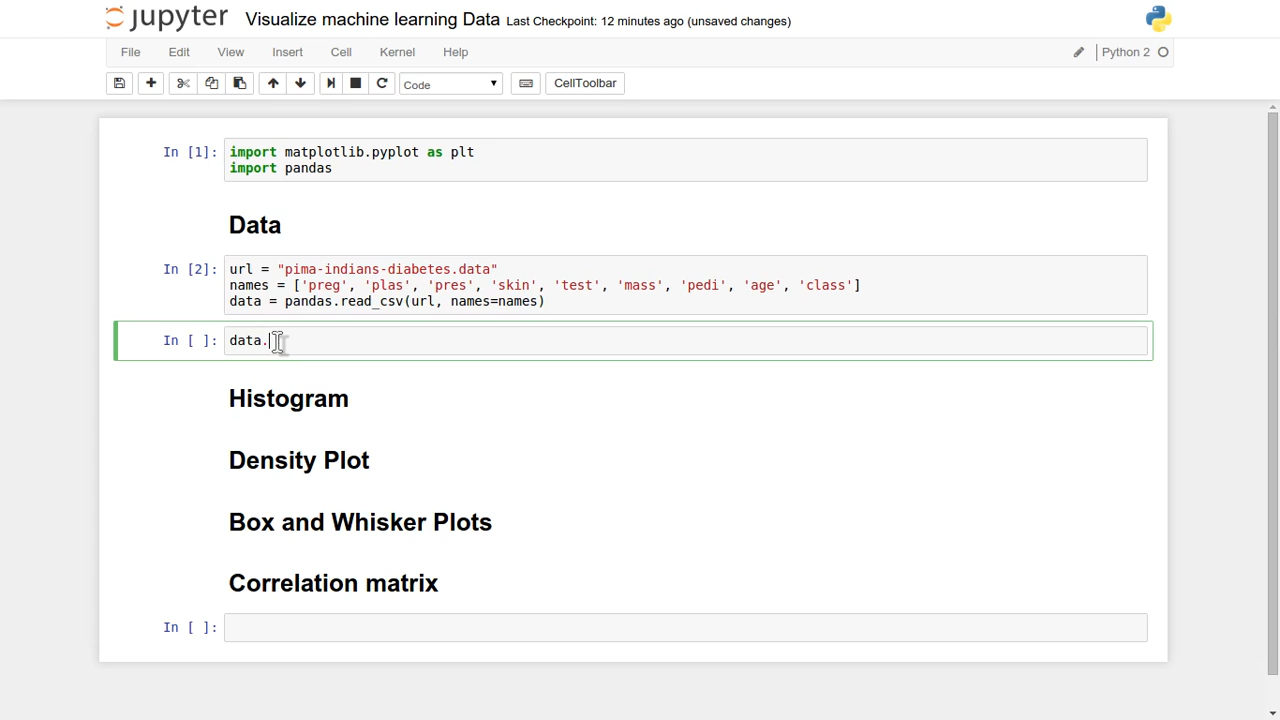 jupyter Visualize machine learning Data Last Checkpoint: 12 minutes ago (unsaved changes)
File Edit View Insert Cell Kernel Help Python 2
Code CellToolbar
In [1]: import matplotlib.pyplot as plt
import pandas
Data
In [2]: url = "pima-indians-diabetes.data"
names = ['preg', 'plas', 'pres', 'skin', 'test', 'mass', 'pedi', 'age', 'class']
data = pandas.read_csv(url, names=names)
In [ ]: data.
Histogram
Density Plot
Box and Whisker Plots
Correlation matrix
In [ ]: